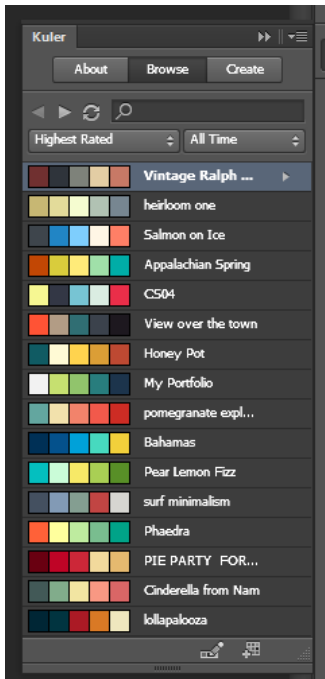 Kuler
About Browse Create
Highest Rated All Time
Vintage Ralph ...
heirloom one
Salmon on Ice
Appalachian Spring
CS04
View over the town
Honey Pot
My Portfolio
pomegranate expl...
Bahamas
Pear Lemon Fizz
surf minimalism
Phaedra
PIE PARTY FOR...
Cinderella from Nam
lollapalooza